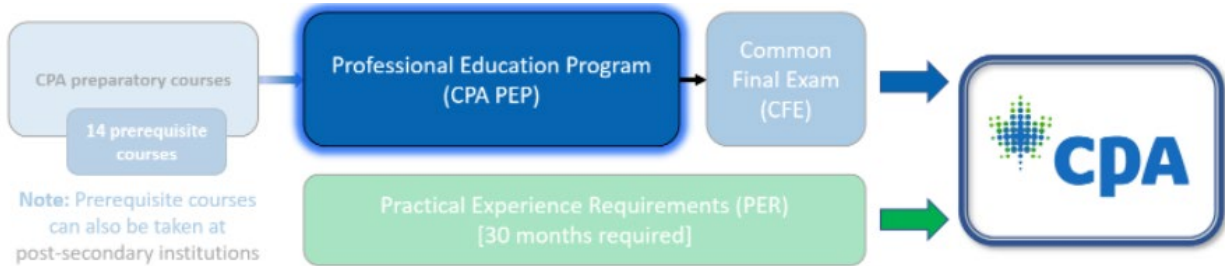 CPA preparatory courses
14 prerequisite
courses
Note: Prerequisite courses
can also be taken at
post-secondary institutions
Professional Education Program
(CPA PEP)
Common
Final Exam
(CFE)
Practical Experience Requirements (PER)
[30 months required]
cpa